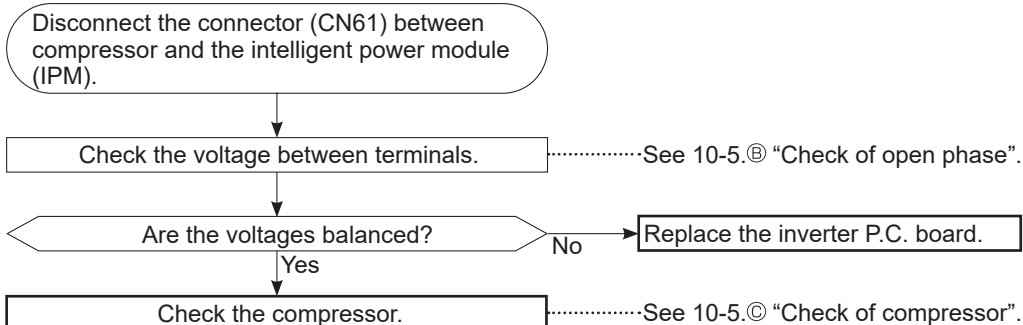 Disconnect the connector (CN61) between
compressor and the intelligent power module
(IPM).
Check the voltage between terminals.
See 10-5.Ⓑ “Check of open phase”.
Are the voltages balanced?
No
Replace the inverter P.C. board.
Yes
Check the compressor.
See 10-5.Ⓒ “Check of compressor”.